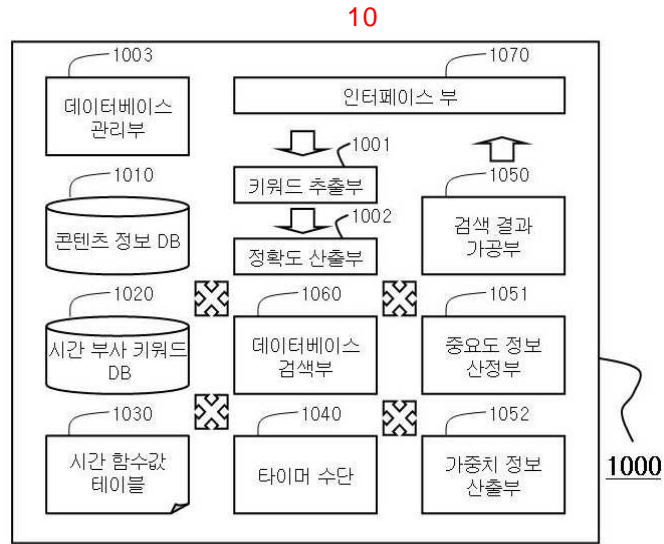 10
1003
데이터베이스
관리부
1070
인터페이스 부
1001
키워드 추출부
1010
콘텐츠 정보 DB
1002
정확도 산출부
1050
검색 결과
가공부
1020
시간 부사 키워드
DB
1060
데이터베이스
검색부
1051
중요도 정보
산정부
1030
시간 함수값
테이블
1040
타이머 수단
1052
가중치 정보
산출부
1000